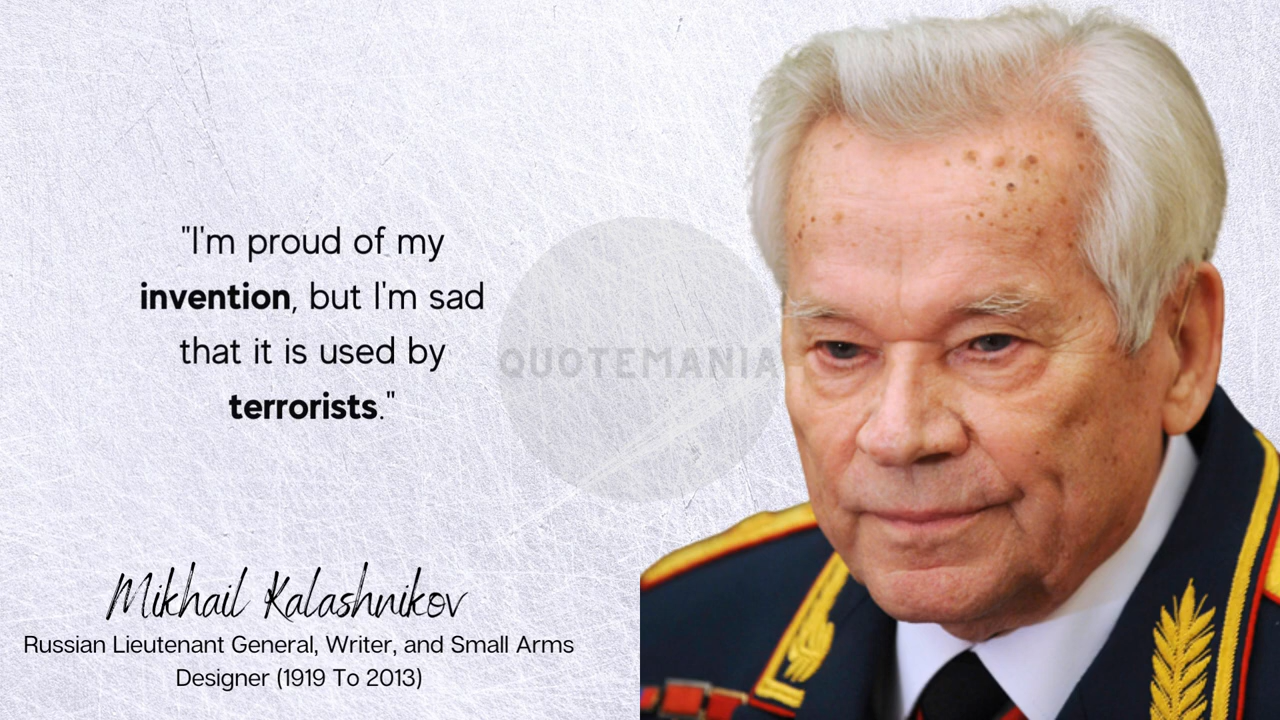 "I'm proud of my
invention, but I'm sad
that it is used by
terrorists."
QUOTEMANIA
Mikhail Kalashnikov
Russian Lieutenant General, Writer, and Small Arms
Designer (1919 To 2013)